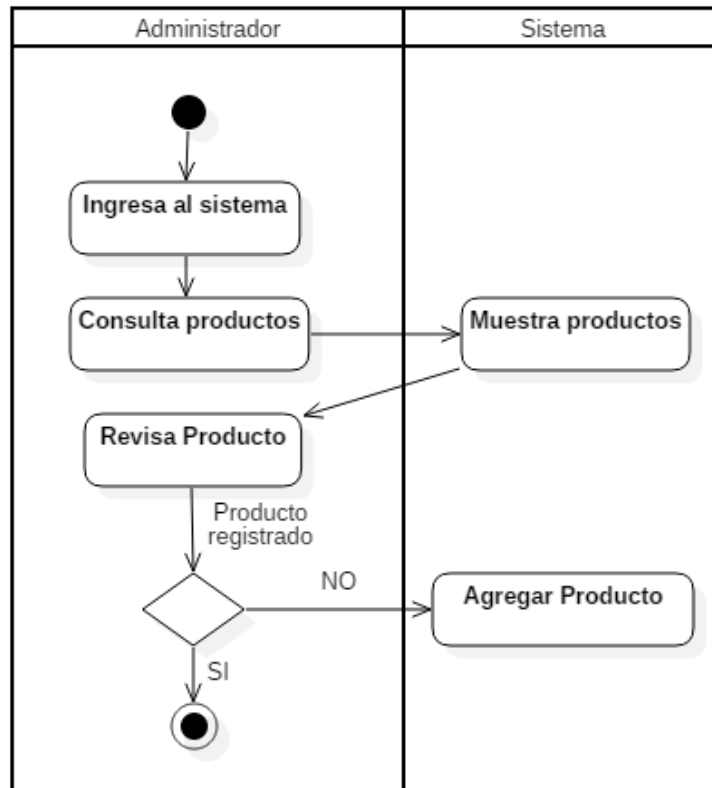 Administrador
Sistema
Ingresa al sistema
Consulta productos
Muestra productos
Revisa Producto
Producto
registrado
NO
Agregar Producto
SI